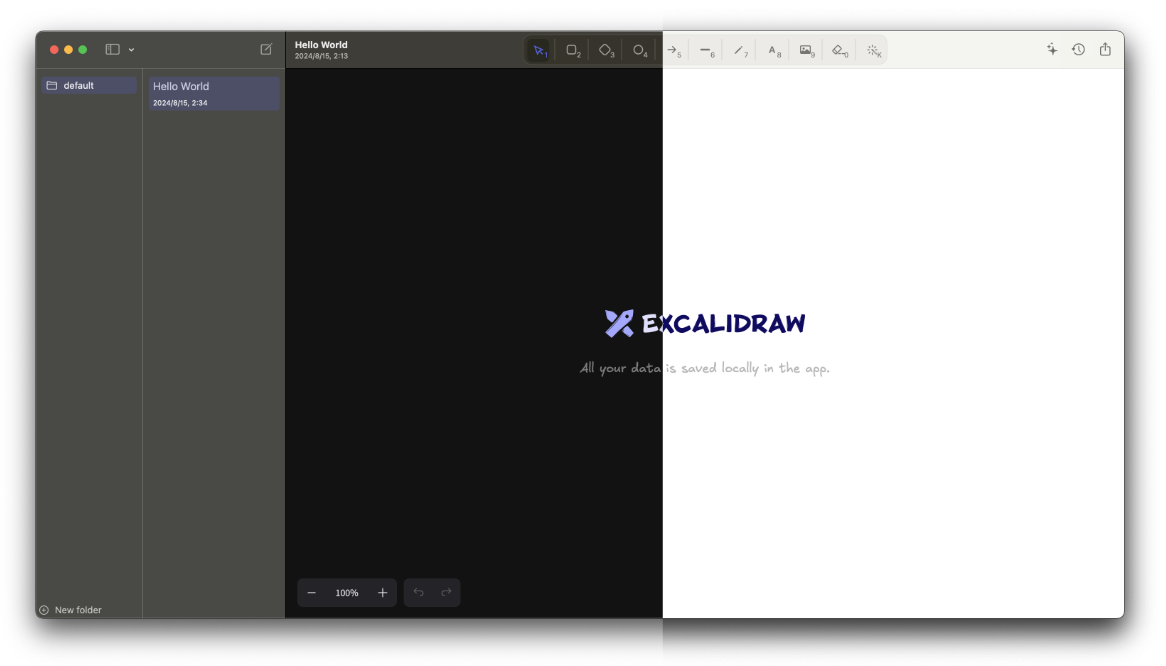 Hello World
2024/8/15, 2:13
1 2 3 4 5 6 7 A 8 9 0 K
default
Hello World
2024/8/15, 2:34
EXCALIDRAW
All your data is saved locally in the app.
100%
New folder